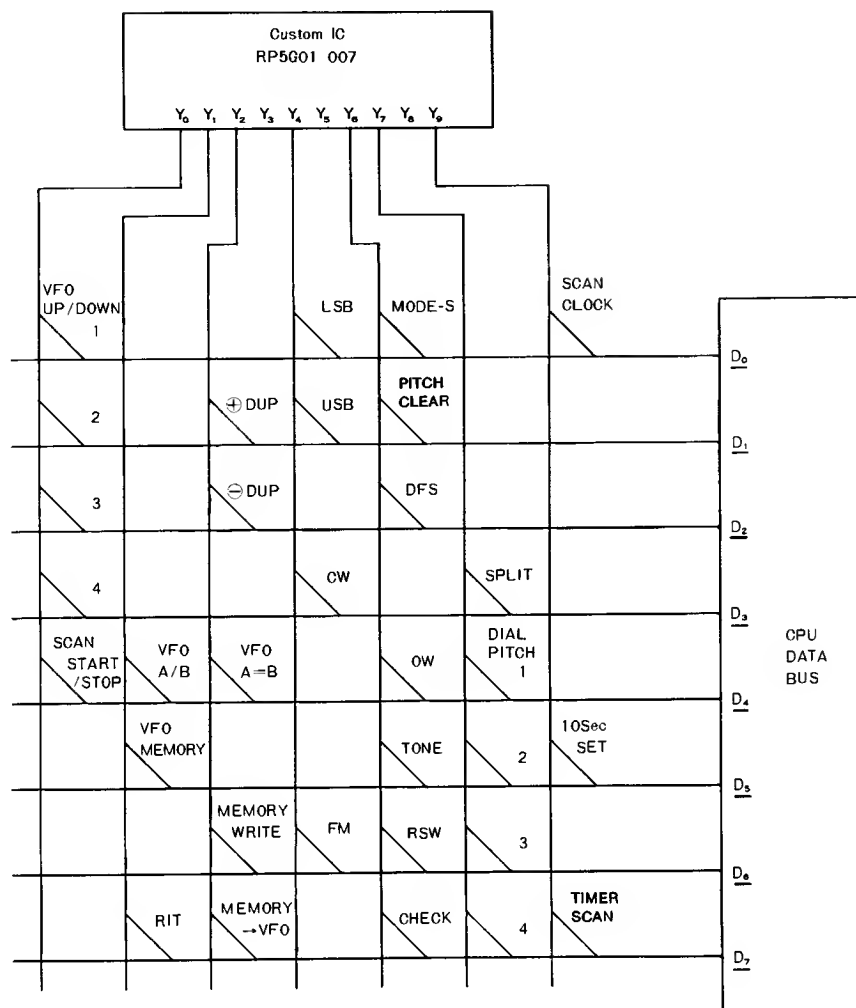 Custom IC
RP5G01 007
Y₀ Y₁ Y₂ Y₃ Y₄ Y₅ Y₆ Y₇ Y₈ Y₉
VFO
UP/DOWN
1
LSB
MODE-S
SCAN
CLOCK
D₀
2
⊕ DUP
USB
PITCH
CLEAR
D₁
3
⊖ DUP
DFS
D₂
4
CW
SPLIT
D₃
SCAN
START
/STOP
VFO
A/B
VFO
A=B
OW
DIAL
PITCH
1
D₄
CPU
DATA
BUS
VFO
MEMORY
TONE
2
10Sec
SET
D₅
MEMORY
WRITE
FM
RSW
3
D₆
RIT
MEMORY
→VFO
CHECK
4
TIMER
SCAN
D₇